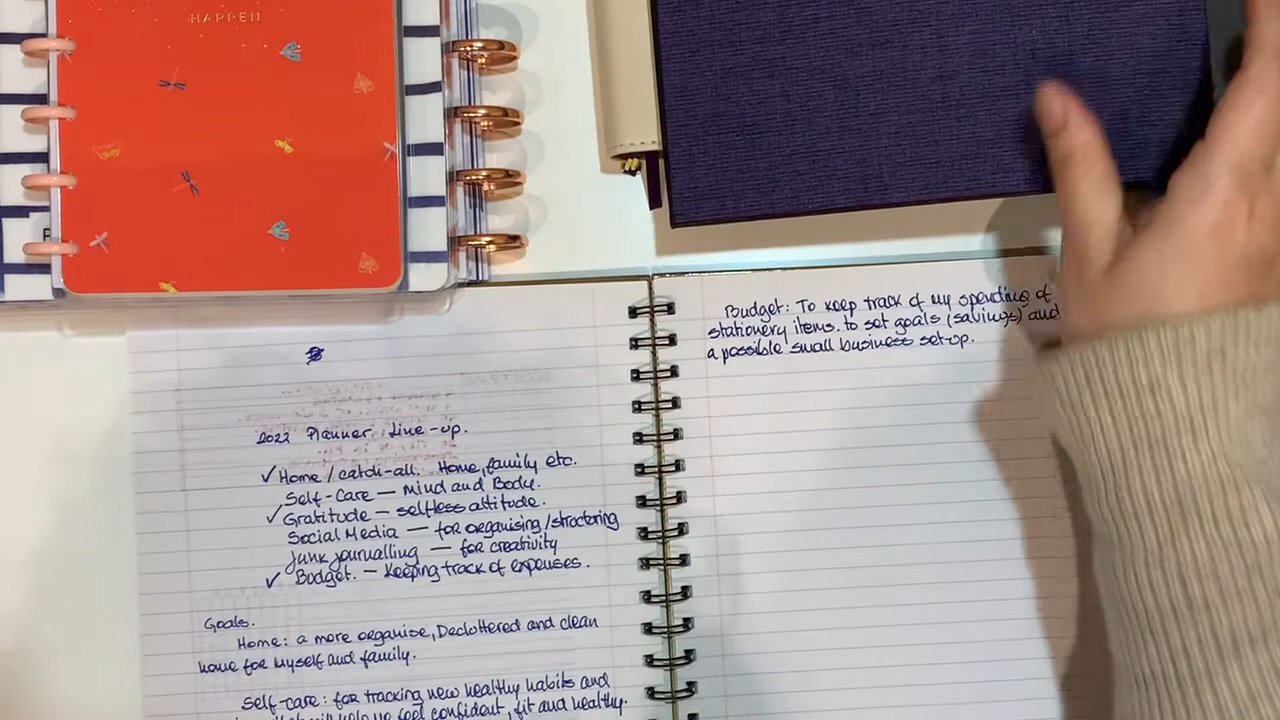 HAPPEN
2022 Planner Line-up.
✓ Home/catch-all. Home, family etc.
Self-Care — Mind and Body.
✓ Gratitude — selfless attitude.
Social Media — for organising/structoring
Junk journalling — for creativity
✓ Budget. — Keeping track of expenses.
Goals.
Home: a more organise, Decluttered and clean
home for myself and family.
Self-care: for tracking new healthy habits and
help me feel confident, fit and healthy.
Budget: To keep track of my spending of
stationery items. to set goals (savings) and
a possible small business set-up.